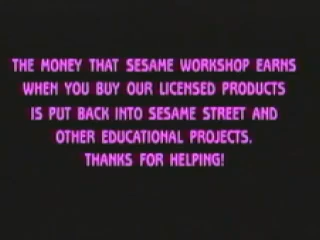 THE MONEY THAT SESAME WORKSHOP EARNS
WHEN YOU BUY OUR LICENSED PRODUCTS
IS PUT BACK INTO SESAME STREET AND
OTHER EDUCATIONAL PROJECTS.
THANKS FOR HELPING!